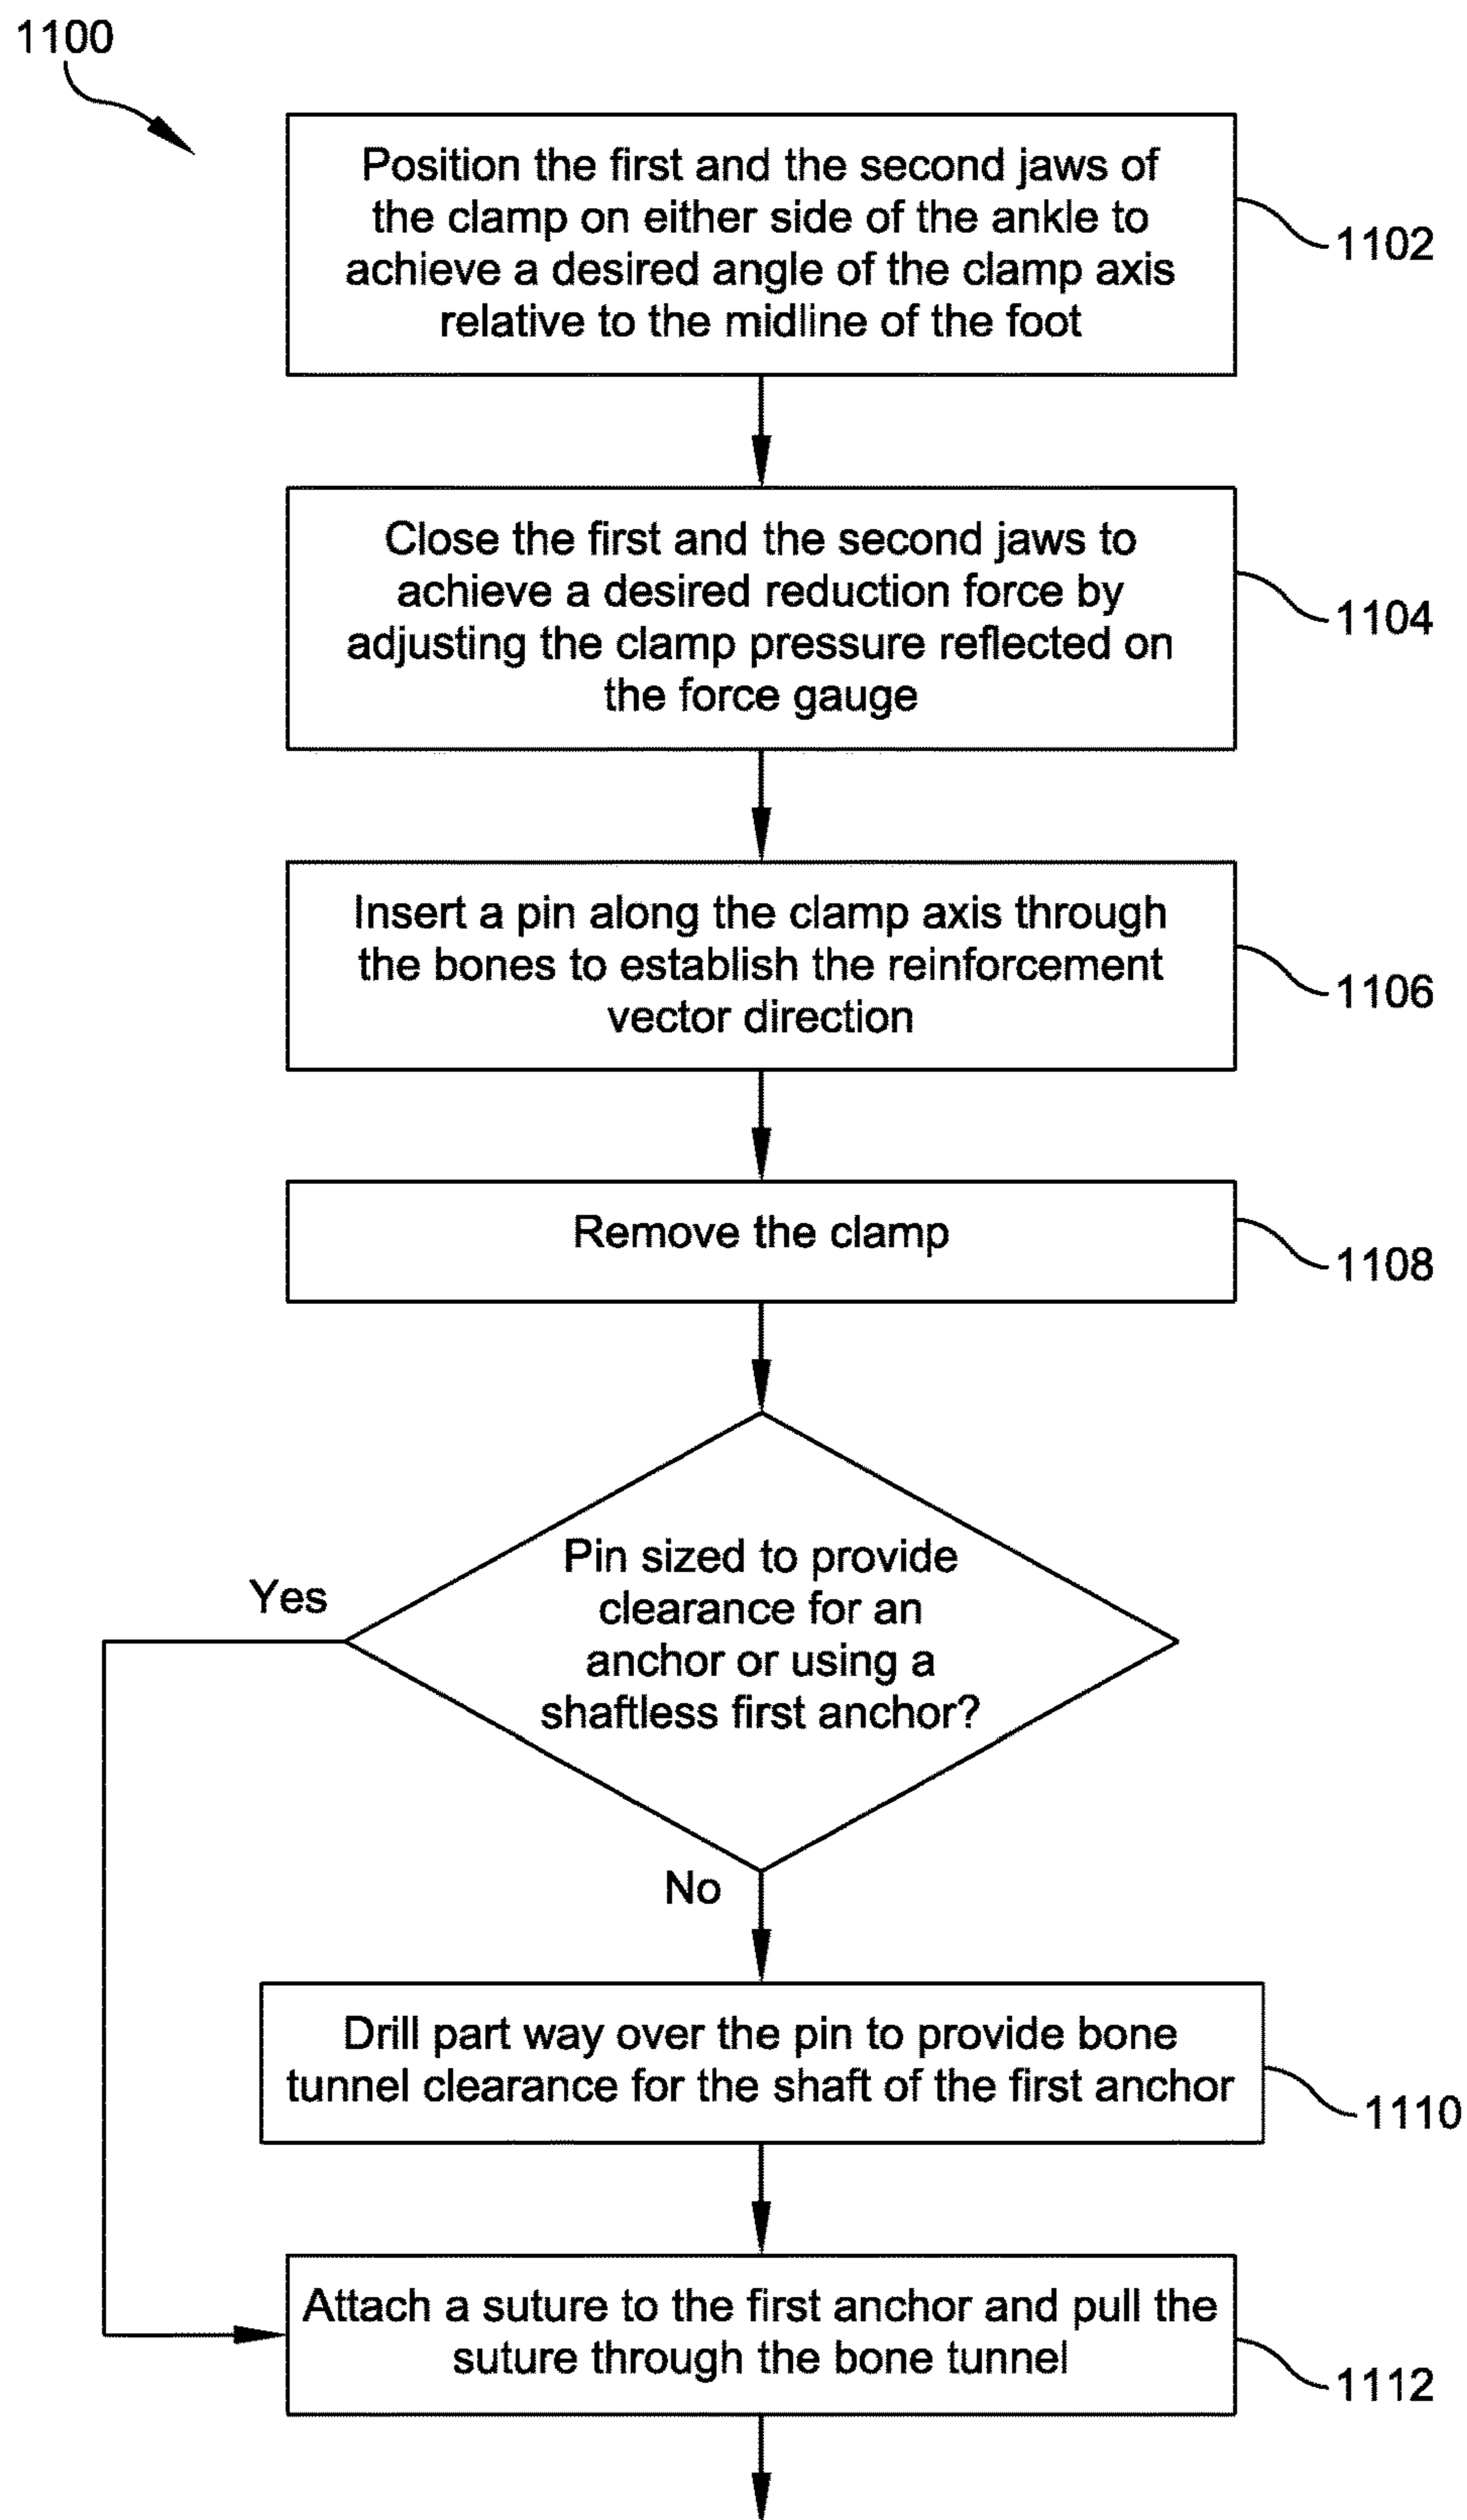 1100
Position the first and the second jaws of
the clamp on either side of the ankle to
achieve a desired angle of the clamp axis
relative to the midline of the foot
1102
Close the first and the second jaws to
achieve a desired reduction force by
adjusting the clamp pressure reflected on
the force gauge
1104
Insert a pin along the clamp axis through
the bones to establish the reinforcement
vector direction
1106
Remove the clamp
1108
Pin sized to provide
clearance for an
anchor or using a
shaftless first anchor?
Yes
No
Drill part way over the pin to provide bone
tunnel clearance for the shaft of the first anchor
1110
Attach a suture to the first anchor and pull the
suture through the bone tunnel
1112